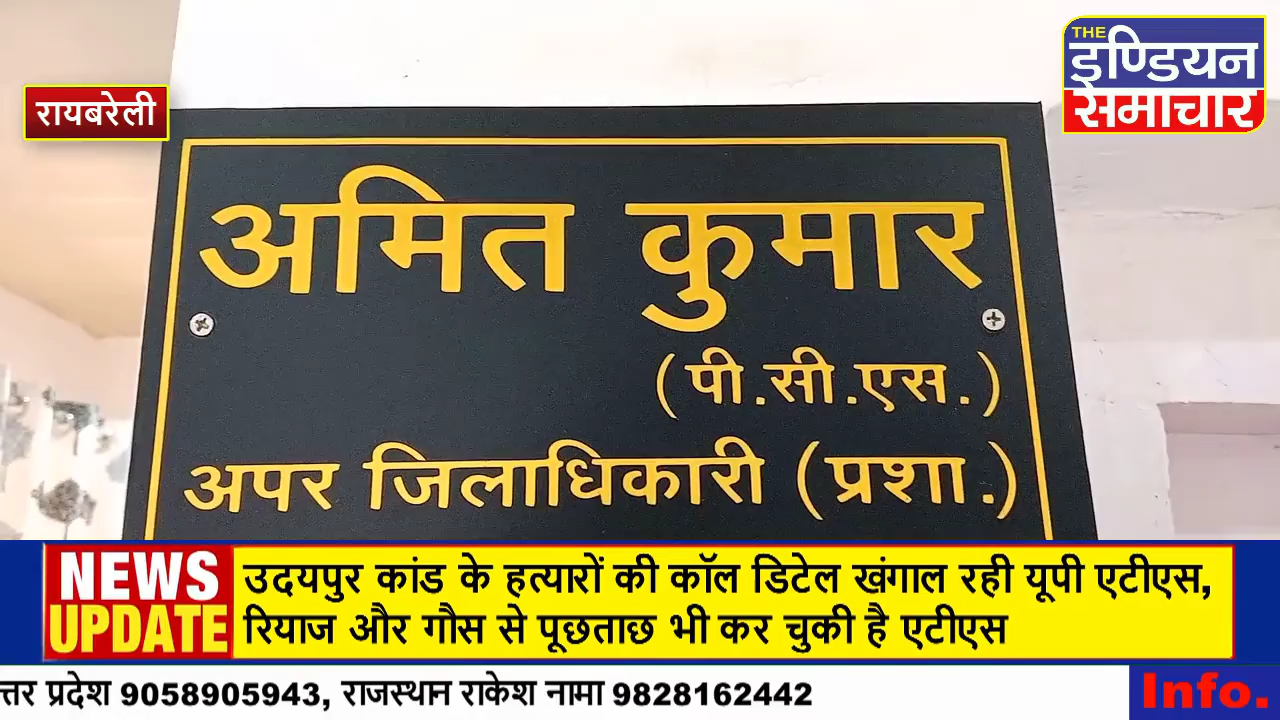 THE
इण्डियन
समाचार
रायबरेली
अमित कुमार
(पी.सी.एस.)
अपर जिलाधिकारी (प्रशा.)
NEWS
UPDATE
उदयपुर कांड के हत्यारों की कॉल डिटेल खंगाल रही यूपी एटीएस,
रियाज और गौस से पूछताछ भी कर चुकी है एटीएस
त्तर प्रदेश 9058905943, राजस्थान राकेश नामा 9828162442
Info.